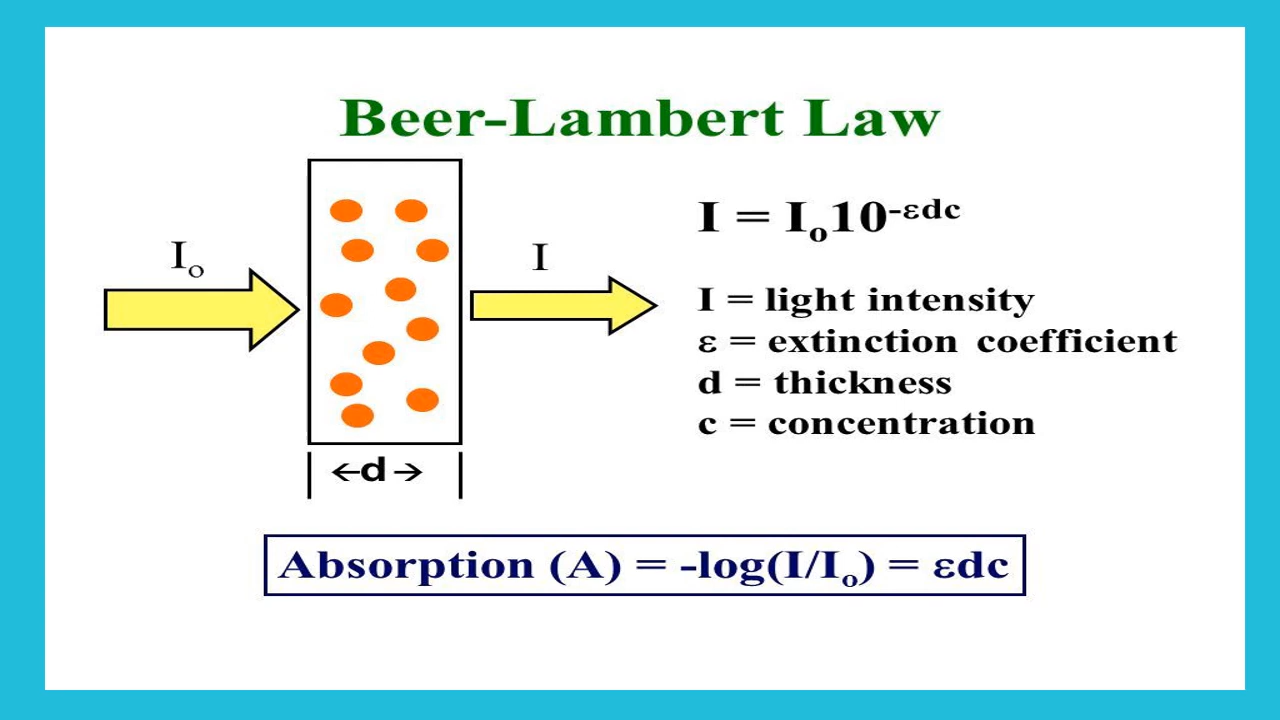 Beer-Lambert Law
Iₒ
I
←d→
I = Iₒ10^-εdc
I = light intensity
ε = extinction coefficient
d = thickness
c = concentration
Absorption (A) = -log(I/Iₒ) = εdc